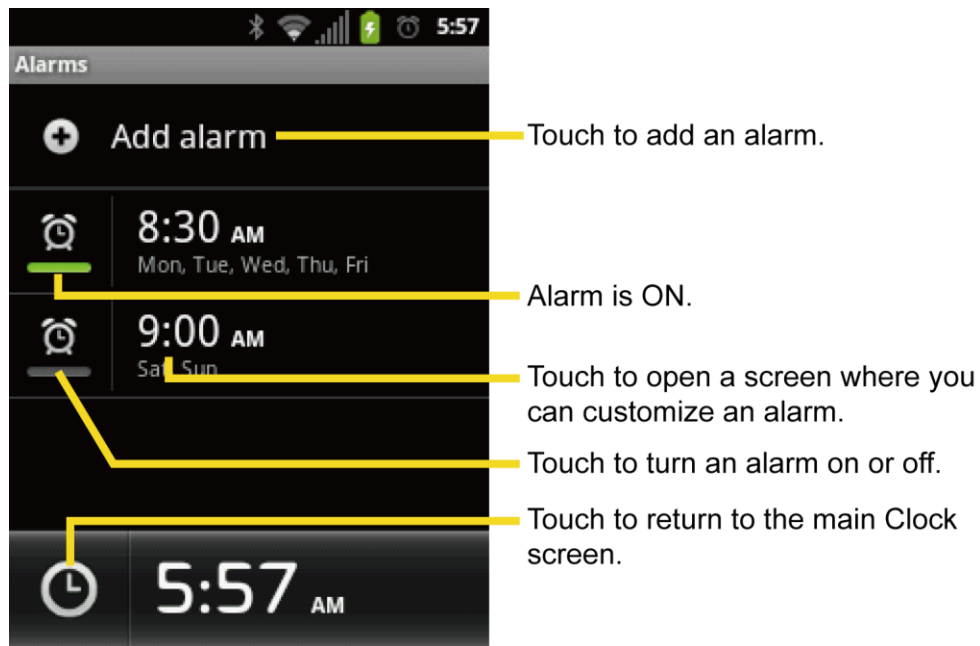 5:57
Alarms
Add alarm
Touch to add an alarm.
8:30 AM
Mon, Tue, Wed, Thu, Fri
Alarm is ON.
9:00 AM
Sat, Sun
Touch to open a screen where you
can customize an alarm.
Touch to turn an alarm on or off.
Touch to return to the main Clock
screen.
5:57 AM